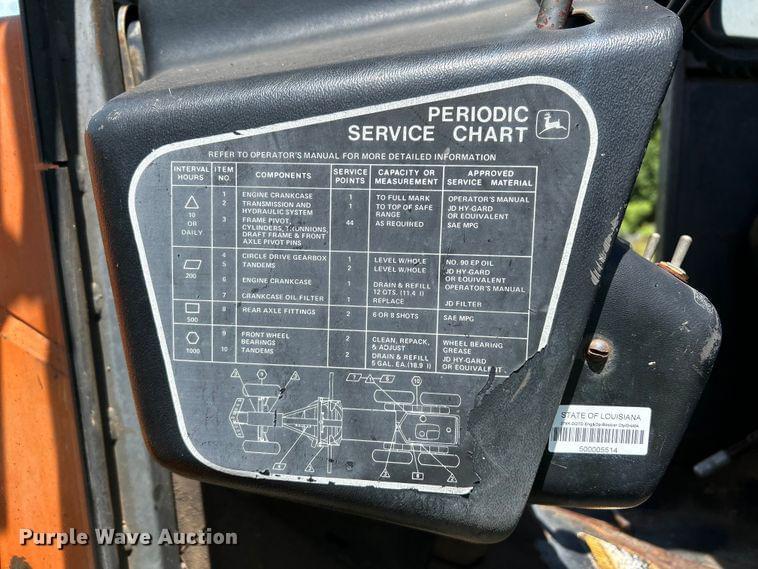 PERIODIC
SERVICE CHART
REFER TO OPERATOR'S MANUAL FOR MORE DETAILED INFORMATION
INTERVAL HOURS ITEM NO. COMPONENTS SERVICE POINTS CAPACITY OR MEASUREMENT APPROVED SERVICE MATERIAL
10 OR DAILY
1 ENGINE CRANKCASE 1 TO FULL MARK OPERATOR'S MANUAL
2 TRANSMISSION AND HYDRAULIC SYSTEM 1 TO TOP OF SAFE RANGE JD HY-GARD OR EQUIVALENT
3 FRAME PIVOT, CYLINDERS, TRUNNIONS, DRAFT FRAME & FRONT AXLE PIVOT PINS 44 AS REQUIRED SAE MPG
200
4 CIRCLE DRIVE GEARBOX 1 LEVEL W/HOLE NO. 90 EP OIL
5 TANDEMS 2 LEVEL W/HOLE JD HY-GARD OR EQUIVALENT
6 ENGINE CRANKCASE 1 DRAIN & REFILL 12 QTS. (11.4 l) OPERATOR'S MANUAL
7 CRANKCASE OIL FILTER 1 REPLACE JD FILTER
500
8 REAR AXLE FITTINGS 2 6 OR 8 SHOTS SAE MPG
1000
9 FRONT WHEEL BEARINGS 2 CLEAN, REPACK, & ADJUST WHEEL BEARING GREASE
10 TANDEMS 2 DRAIN & REFILL 5 GAL. EA. (18.9 l) JD HY-GARD OR EQUIVALENT
STATE OF LOUISIANA
500005514
Purple Wave Auction